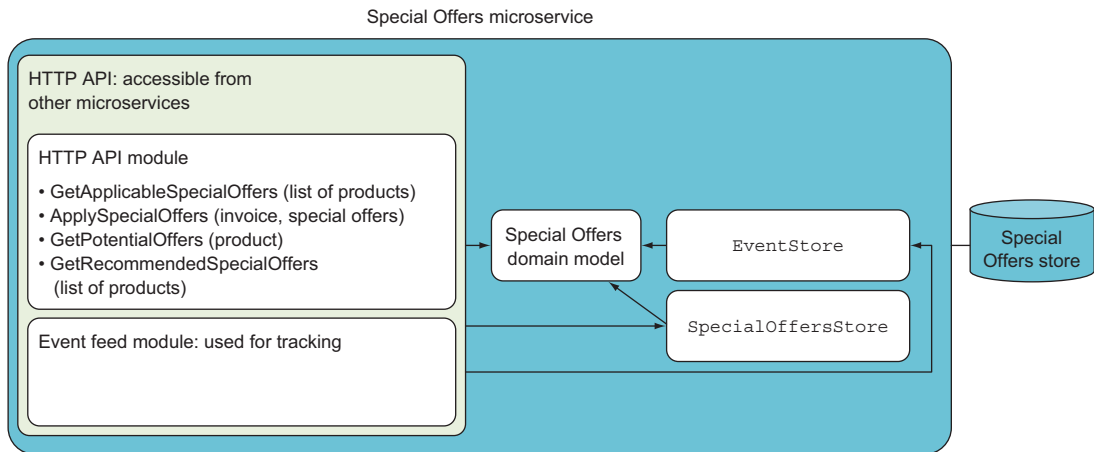 Special Offers microservice
HTTP API: accessible from
other microservices
HTTP API module
• GetApplicableSpecialOffers (list of products)
• ApplySpecialOffers (invoice, special offers)
• GetPotentialOffers (product)
• GetRecommendedSpecialOffers
(list of products)
Event feed module: used for tracking
Special Offers
domain model
EventStore
SpecialOffersStore
Special
Offers store